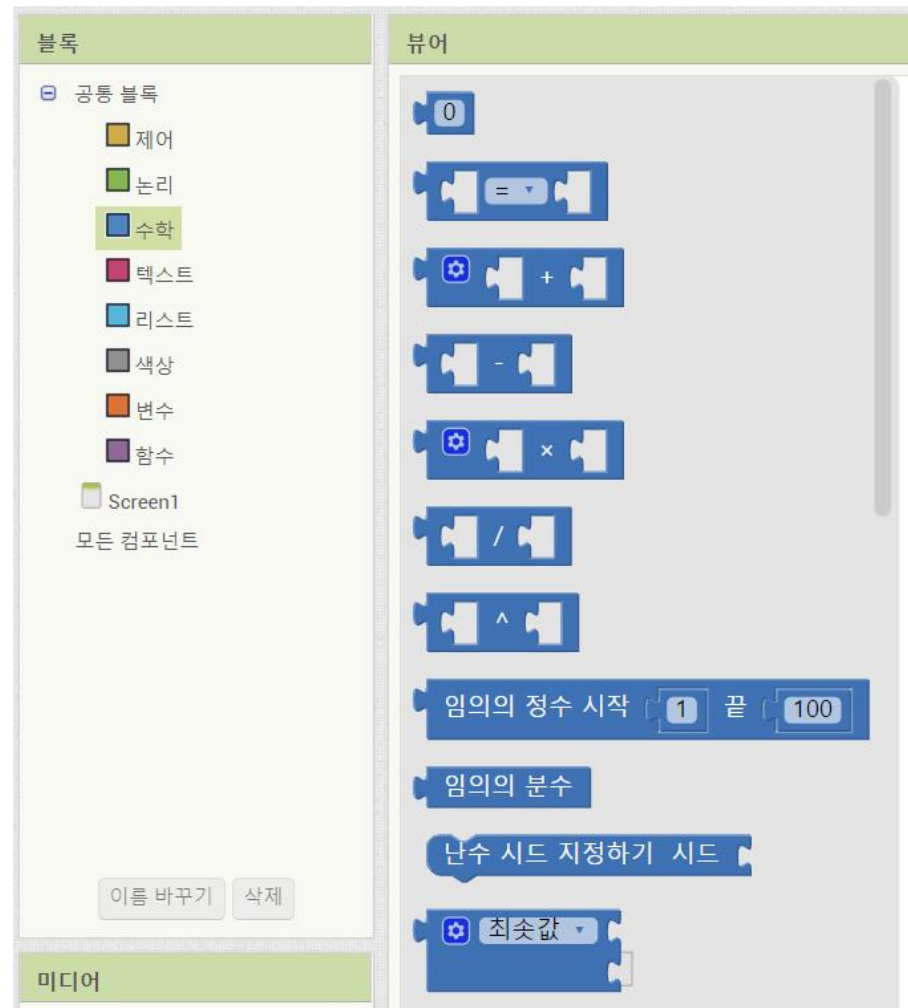 블록
공통 블록
제어
논리
수학
텍스트
리스트
색상
변수
함수
Screen1
모든 컴포넌트
이름 바꾸기 삭제
미디어
뷰어
0
=
+
-
×
/
^
임의의 정수 시작 1 끝 100
임의의 분수
난수 시드 지정하기 시드
최솟값